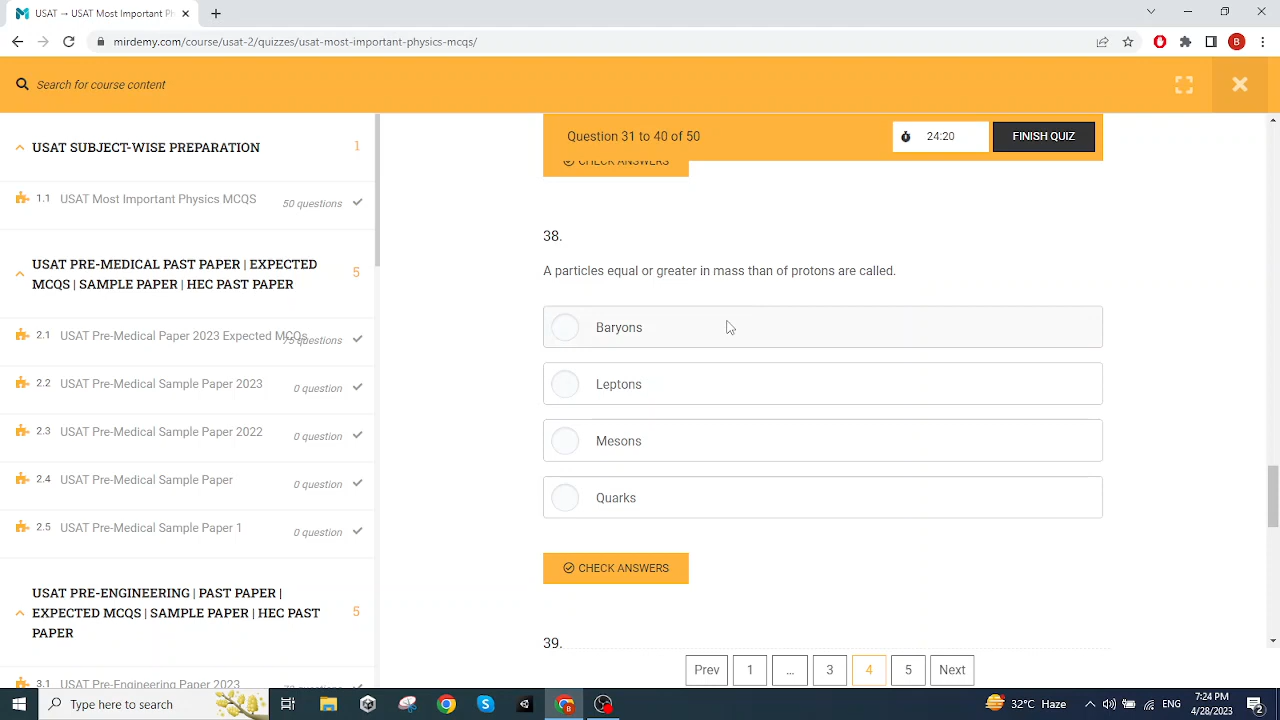 USAT → USAT Most Important Ph
mirdemy.com/course/usat-2/quizzes/usat-most-important-physics-mcqs/
B
Search for course content
USAT SUBJECT-WISE PREPARATION 1
1.1 USAT Most Important Physics MCQS 50 questions
USAT PRE-MEDICAL PAST PAPER | EXPECTED
MCQS | SAMPLE PAPER | HEC PAST PAPER 5
2.1 USAT Pre-Medical Paper 2023 Expected MCQs 75 questions
2.2 USAT Pre-Medical Sample Paper 2023 0 question
2.3 USAT Pre-Medical Sample Paper 2022 0 question
2.4 USAT Pre-Medical Sample Paper 0 question
2.5 USAT Pre-Medical Sample Paper 1 0 question
USAT PRE-ENGINEERING | PAST PAPER |
EXPECTED MCQS | SAMPLE PAPER | HEC PAST 5
PAPER
3.1 USAT Pre-Engineering Paper 2023
Question 31 to 40 of 50 24:20 FINISH QUIZ
CHECK ANSWERS
38.
A particles equal or greater in mass than of protons are called.
Baryons
Leptons
Mesons
Quarks
CHECK ANSWERS
39.
Prev 1 ... 3 4 5 Next
Type here to search
32°C Haze
ENG
7:24 PM
4/28/2023
2